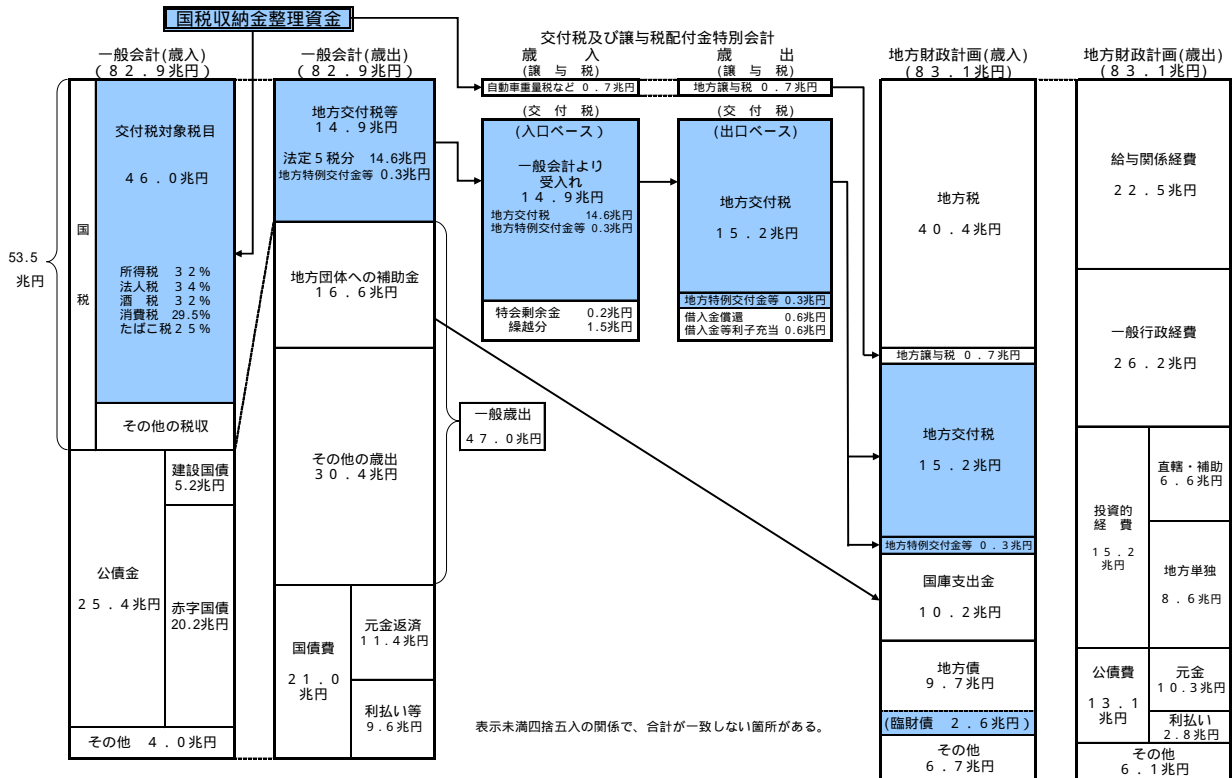 国税収納金整理資金
一般会計(歳入)
(８２.９兆円)
53.5
兆円
国
税
交付税対象税目
４６.０兆円
所得税 ３２%
法人税 ３４%
酒 税 ３２%
消費税 29.5%
たばこ税２５%
その他の税収
公債金
２５.４兆円
建設国債
5.2兆円
赤字国債
20.2兆円
その他 ４.０兆円
一般会計(歳出)
(８２.９兆円)
地方交付税等
１４.９兆円
法定５税分 14.6兆円
地方特例交付金等 0.3兆円
地方団体への補助金
１６.６兆円
その他の歳出
３０.４兆円
一般歳出
４７.０兆円
国債費
２１.０
兆円
元金返済
１１.４兆円
利払い等
９.６兆円
交付税及び譲与税配付金特別会計
歳 入
(譲 与 税)
自動車重量税など ０.７兆円
(交 付 税)
(入口ベース)
一般会計より
受入れ
１４.９兆円
地方交付税 14.6兆円
地方特例交付金等 0.3兆円
特会剰余金 0.2兆円
繰越分 1.5兆円
歳 出
(譲 与 税)
地方譲与税 ０.７兆円
(交 付 税)
(出口ベース)
地方交付税
１５.２兆円
地方特例交付金等 0.3兆円
借入金償還 0.6兆円
借入金等利子充当 0.6兆円
表示未満四捨五入の関係で、合計が一致しない箇所がある。
地方財政計画(歳入)
(８３.１兆円)
地方税
４０.４兆円
地方譲与税 ０.７兆円
地方交付税
１５.２兆円
地方特例交付金等 ０.３兆円
国庫支出金
１０.２兆円
地方債
９.７兆円
(臨財債 ２.６兆円)
その他
６.７兆円
地方財政計画(歳出)
(８３.１兆円)
給与関係経費
２２.５兆円
一般行政経費
２６.２兆円
投資的
経 費
１５.２
兆円
直轄・補助
６.６兆円
地方単独
８.６兆円
公債費
１３.１
兆円
元金
１０.３兆円
利払い
２.８兆円
その他
６.１兆円